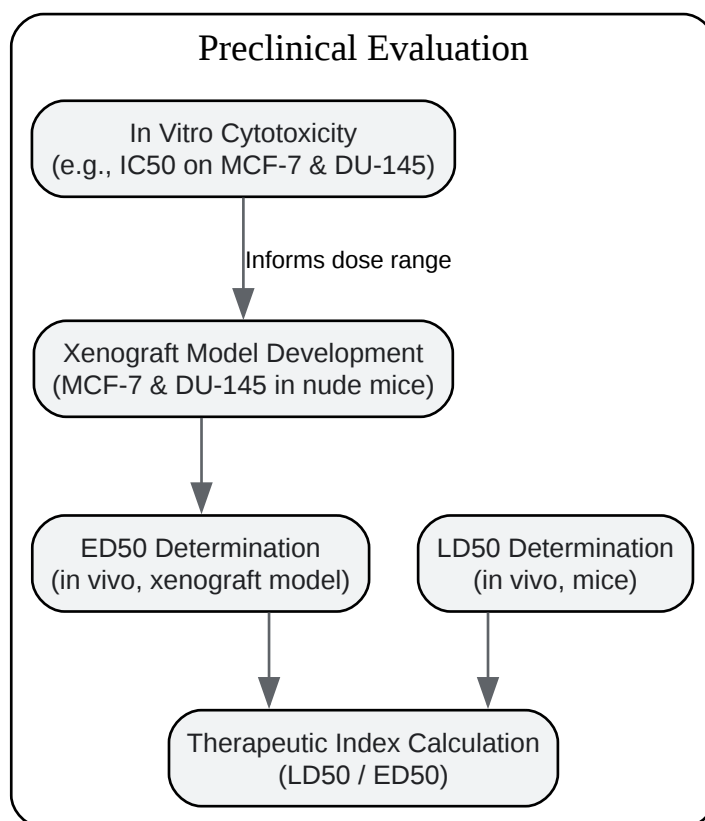 Preclinical Evaluation
In Vitro Cytotoxicity
(e.g., IC50 on MCF-7 & DU-145)
Informs dose range
Xenograft Model Development
(MCF-7 & DU-145 in nude mice)
ED50 Determination
(in vivo, xenograft model)
LD50 Determination
(in vivo, mice)
Therapeutic Index Calculation
(LD50 / ED50)